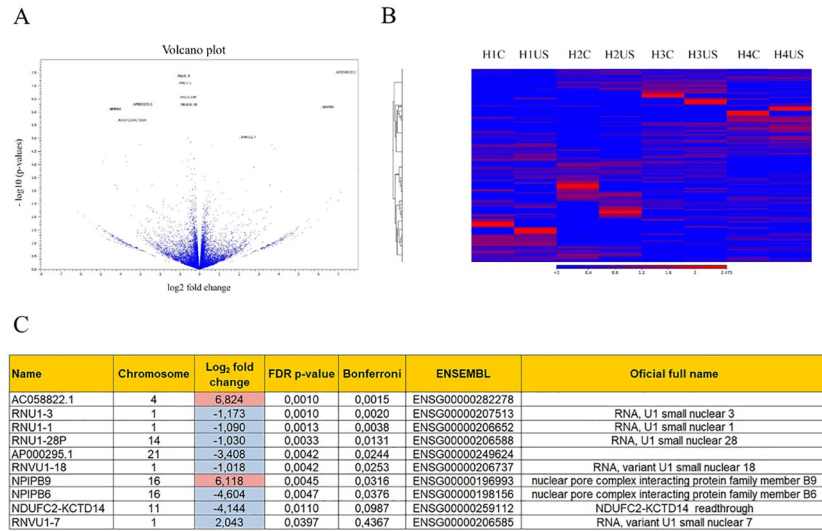 A
B
Volcano plot
AC058822.1
NPIPB9
- log10 (p-values)
log2 fold change
H1C H1US H2C H2US H3C H3US H4C H4US
C
Name Chromosome Log₂ fold change FDR p-value Bonferroni ENSEMBL Oficial full name
AC058822.1 4 6,824 0,0010 0,0015 ENSG00000282278
RNU1-3 1 -1,173 0,0010 0,0020 ENSG00000207513 RNA, U1 small nuclear 3
RNU1-1 1 -1,090 0,0013 0,0038 ENSG00000206652 RNA, U1 small nuclear 1
RNU1-28P 14 -1,030 0,0033 0,0131 ENSG00000206588 RNA, U1 small nuclear 28
AP000295.1 21 -3,408 0,0042 0,0244 ENSG00000249624
RNVU1-18 1 -1,018 0,0042 0,0253 ENSG00000206737 RNA, variant U1 small nuclear 18
NPIPB9 16 6,118 0,0045 0,0316 ENSG00000196993 nuclear pore complex interacting protein family member B9
NPIPB6 16 -4,604 0,0047 0,0376 ENSG00000198156 nuclear pore complex interacting protein family member B6
NDUFC2-KCTD14 11 -4,144 0,0110 0,0987 ENSG00000259112 NDUFC2-KCTD14 readthrough
RNVU1-7 1 2,043 0,0397 0,4367 ENSG00000206585 RNA, variant U1 small nuclear 7